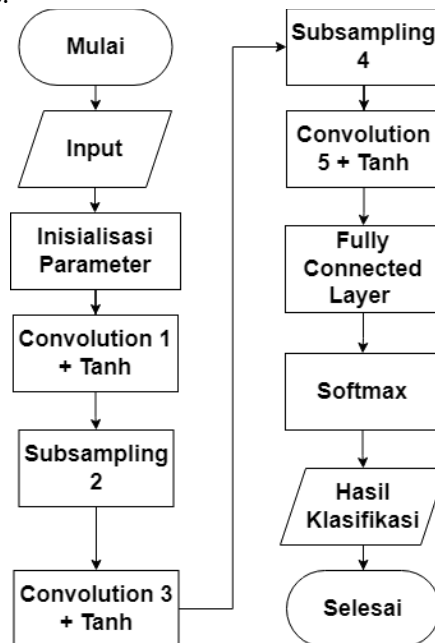 Mulai
Input
Inisialisasi
Parameter
Convolution 1
+ Tanh
Subsampling
2
Convolution 3
+ Tanh
Subsampling
4
Convolution
5 + Tanh
Fully
Connected
Layer
Softmax
Hasil
Klasifikasi
Selesai